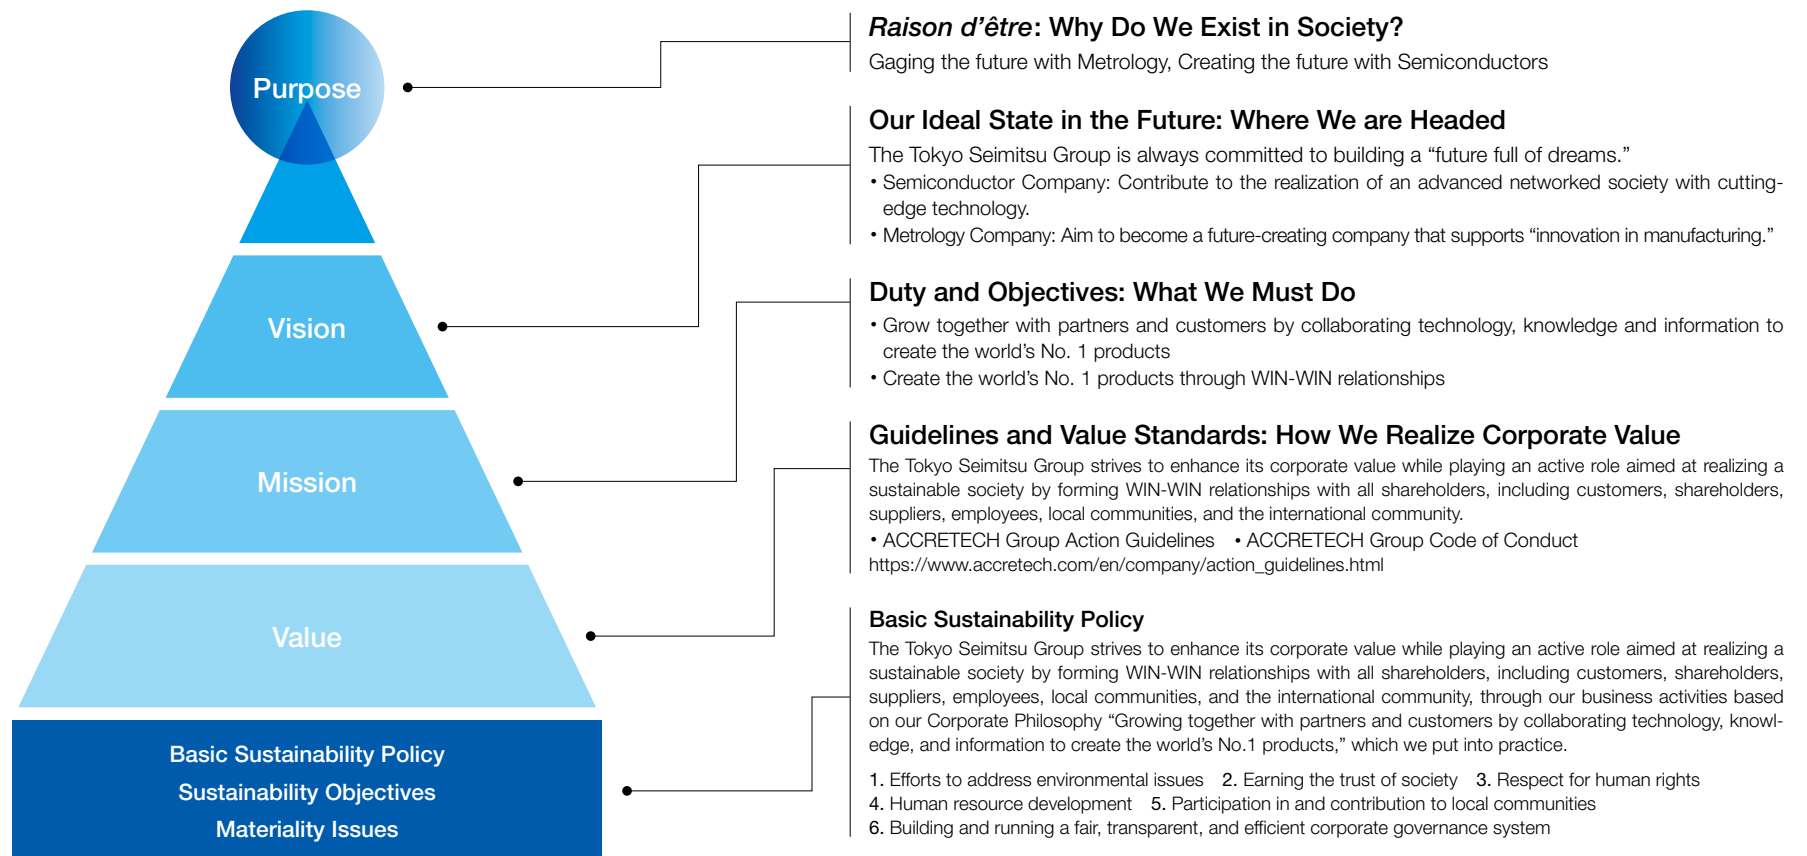 Purpose
Raison d’être: Why Do We Exist in Society?
Gaging the future with Metrology, Creating the future with Semiconductors
Vision
Our Ideal State in the Future: Where We are Headed
The Tokyo Seimitsu Group is always committed to building a “future full of dreams.”
• Semiconductor Company: Contribute to the realization of an advanced networked society with cutting-
edge technology.
• Metrology Company: Aim to become a future-creating company that supports “innovation in manufacturing.”
Mission
Duty and Objectives: What We Must Do
• Grow together with partners and customers by collaborating technology, knowledge and information to
create the world’s No. 1 products
• Create the world’s No. 1 products through WIN-WIN relationships
Value
Guidelines and Value Standards: How We Realize Corporate Value
The Tokyo Seimitsu Group strives to enhance its corporate value while playing an active role aimed at realizing a
sustainable society by forming WIN-WIN relationships with all shareholders, including customers, shareholders,
suppliers, employees, local communities, and the international community.
• ACCRETECH Group Action Guidelines • ACCRETECH Group Code of Conduct
https://www.accretech.com/en/company/action_guidelines.html
Basic Sustainability Policy
Sustainability Objectives
Materiality Issues
Basic Sustainability Policy
The Tokyo Seimitsu Group strives to enhance its corporate value while playing an active role aimed at realizing a
sustainable society by forming WIN-WIN relationships with all shareholders, including customers, shareholders,
suppliers, employees, local communities, and the international community, through our business activities based
on our Corporate Philosophy “Growing together with partners and customers by collaborating technology, knowl-
edge, and information to create the world’s No.1 products,” which we put into practice.
1. Efforts to address environmental issues 2. Earning the trust of society 3. Respect for human rights
4. Human resource development 5. Participation in and contribution to local communities
6. Building and running a fair, transparent, and efficient corporate governance system